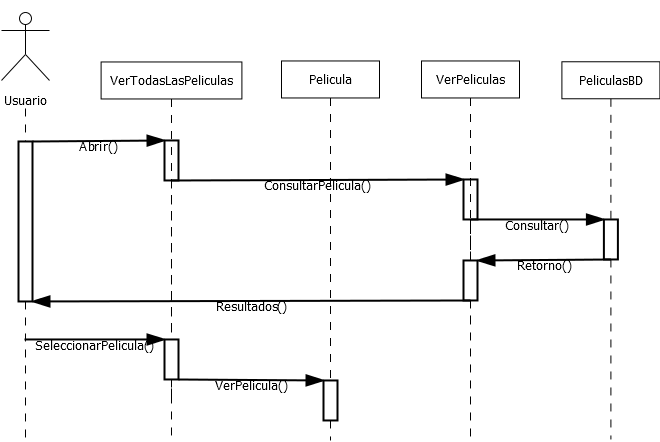 Usuario
VerTodasLasPeliculas
Pelicula
VerPeliculas
PeliculasBD
Abrir()
ConsultarPelicula()
Consultar()
Retorno()
Resultados()
SeleccionarPelicula()
VerPelicula()